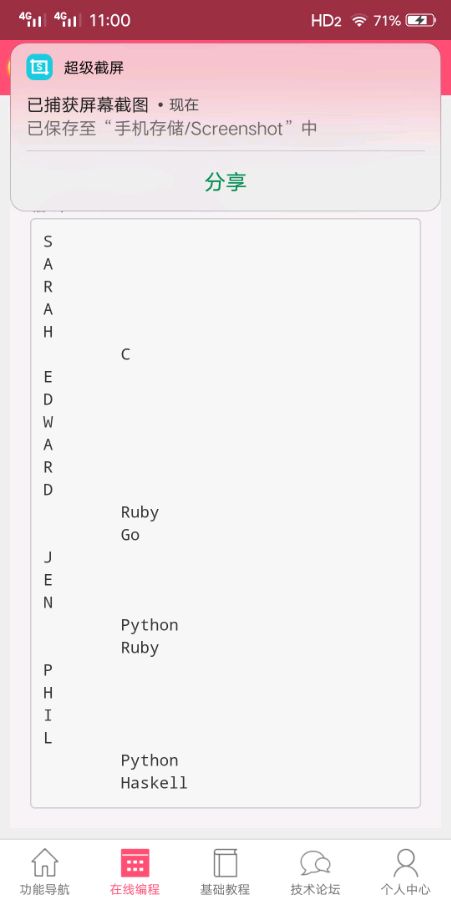 4G 4G 11:00 HD2 71%
超级截屏
已捕获屏幕截图 • 现在
已保存至“手机存储/Screenshot”中
分享
S
A
R
A
H
C
E
D
W
A
R
D
Ruby
Go
J
E
N
Python
Ruby
P
H
I
L
Python
Haskell
功能导航 在线编程 基础教程 技术论坛 个人中心